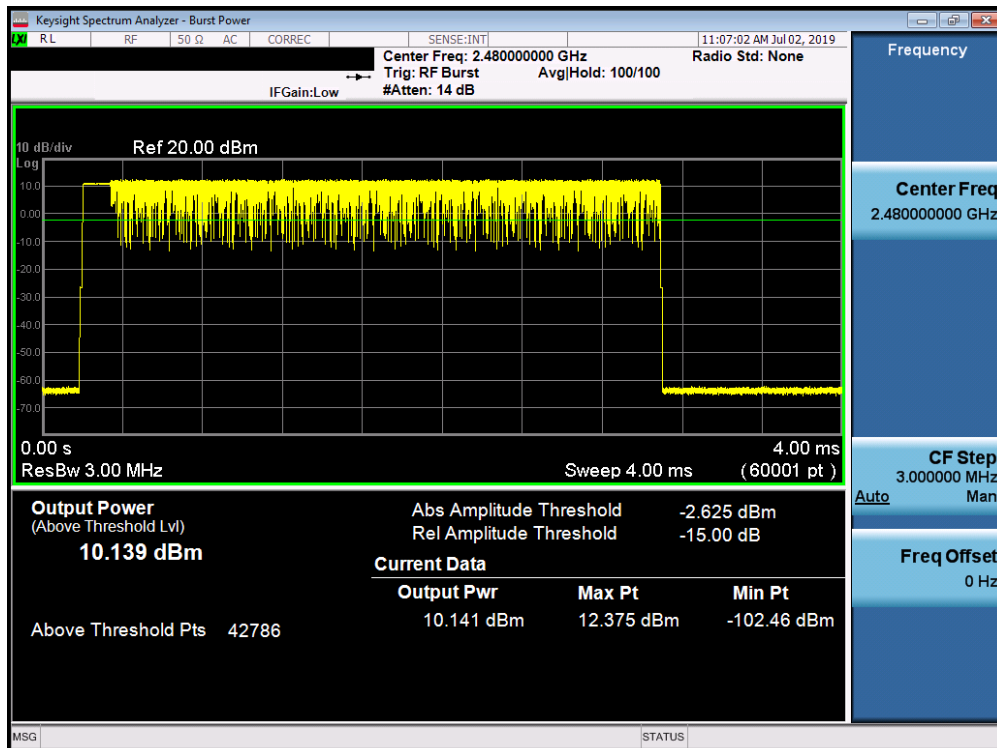 Keysight Spectrum Analyzer - Burst Power
LXI RL RF 50 Ω AC CORREC SENSE:INT 11:07:02 AM Jul 02, 2019
Center Freq: 2.480000000 GHz Radio Std: None
Trig: RF Burst Avg|Hold: 100/100
IFGain:Low #Atten: 14 dB
Frequency
10 dB/div Ref 20.00 dBm
Log
10.0
0.00
-10.0
-20.0
-30.0
-40.0
-50.0
-60.0
-70.0
0.00 s 4.00 ms
ResBw 3.00 MHz Sweep 4.00 ms (60001 pt)
Center Freq
2.480000000 GHz
CF Step
3.000000 MHz
Auto Man
Freq Offset
0 Hz
Output Power
(Above Threshold Lvl)
10.139 dBm
Above Threshold Pts 42786
Abs Amplitude Threshold -2.625 dBm
Rel Amplitude Threshold -15.00 dB
Current Data
Output Pwr Max Pt Min Pt
10.141 dBm 12.375 dBm -102.46 dBm
MSG STATUS